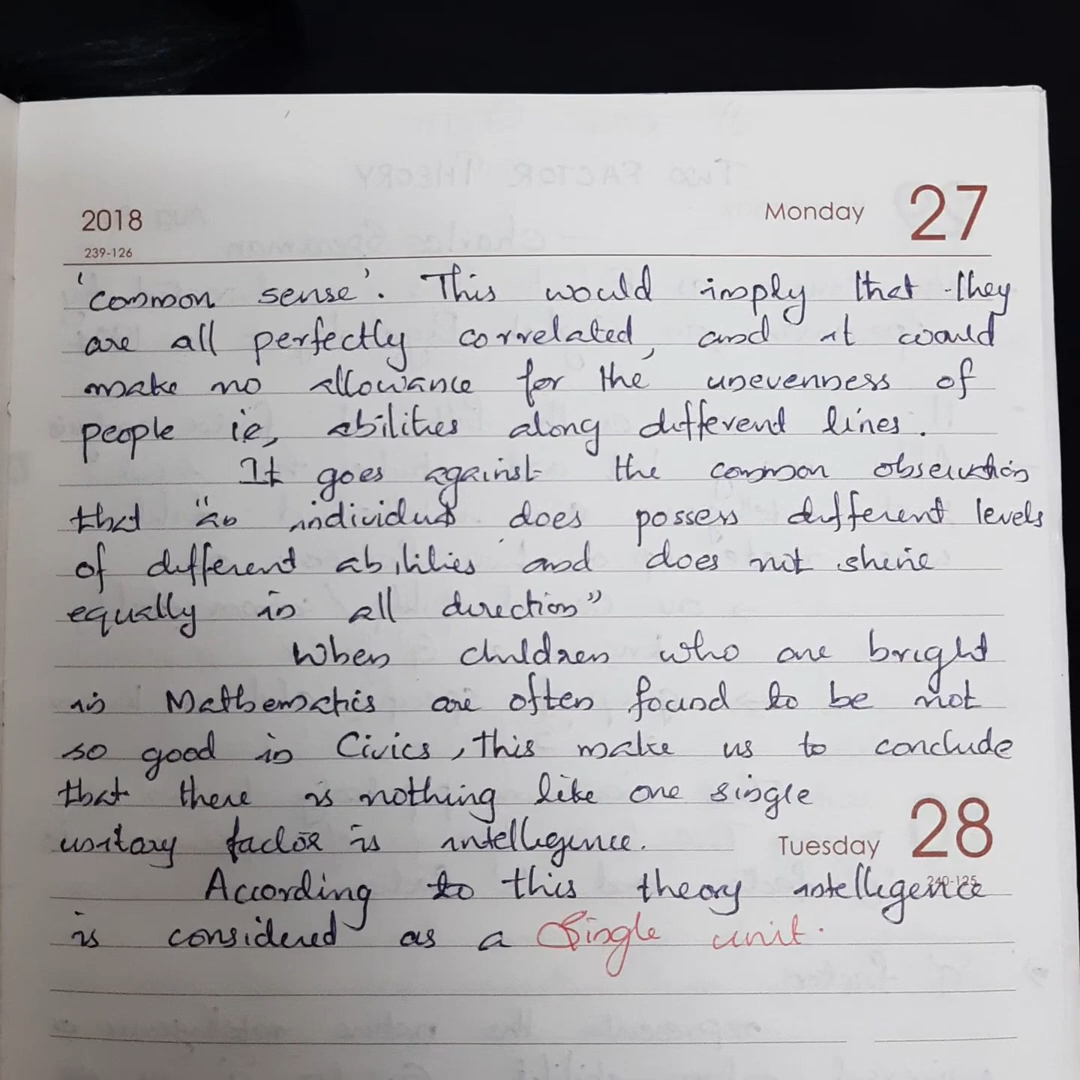 2018
Monday 27
239-126
'common sense'. This would imply that they
are all perfectly correlated, and it would
make no allowance for the unevenness of
people ie, abilities along different lines.
It goes against the common observation
that "an individual does possess different levels
of different abilities and does not shine
equally in all direction"
When children who are bright
in Mathematics are often found to be not
so good in Civics, this make us to conclude
that there is nothing like one single
unitary factor is intelligence.
Tuesday 28
240-125
According to this theory intelligence
is considered as a Single unit.